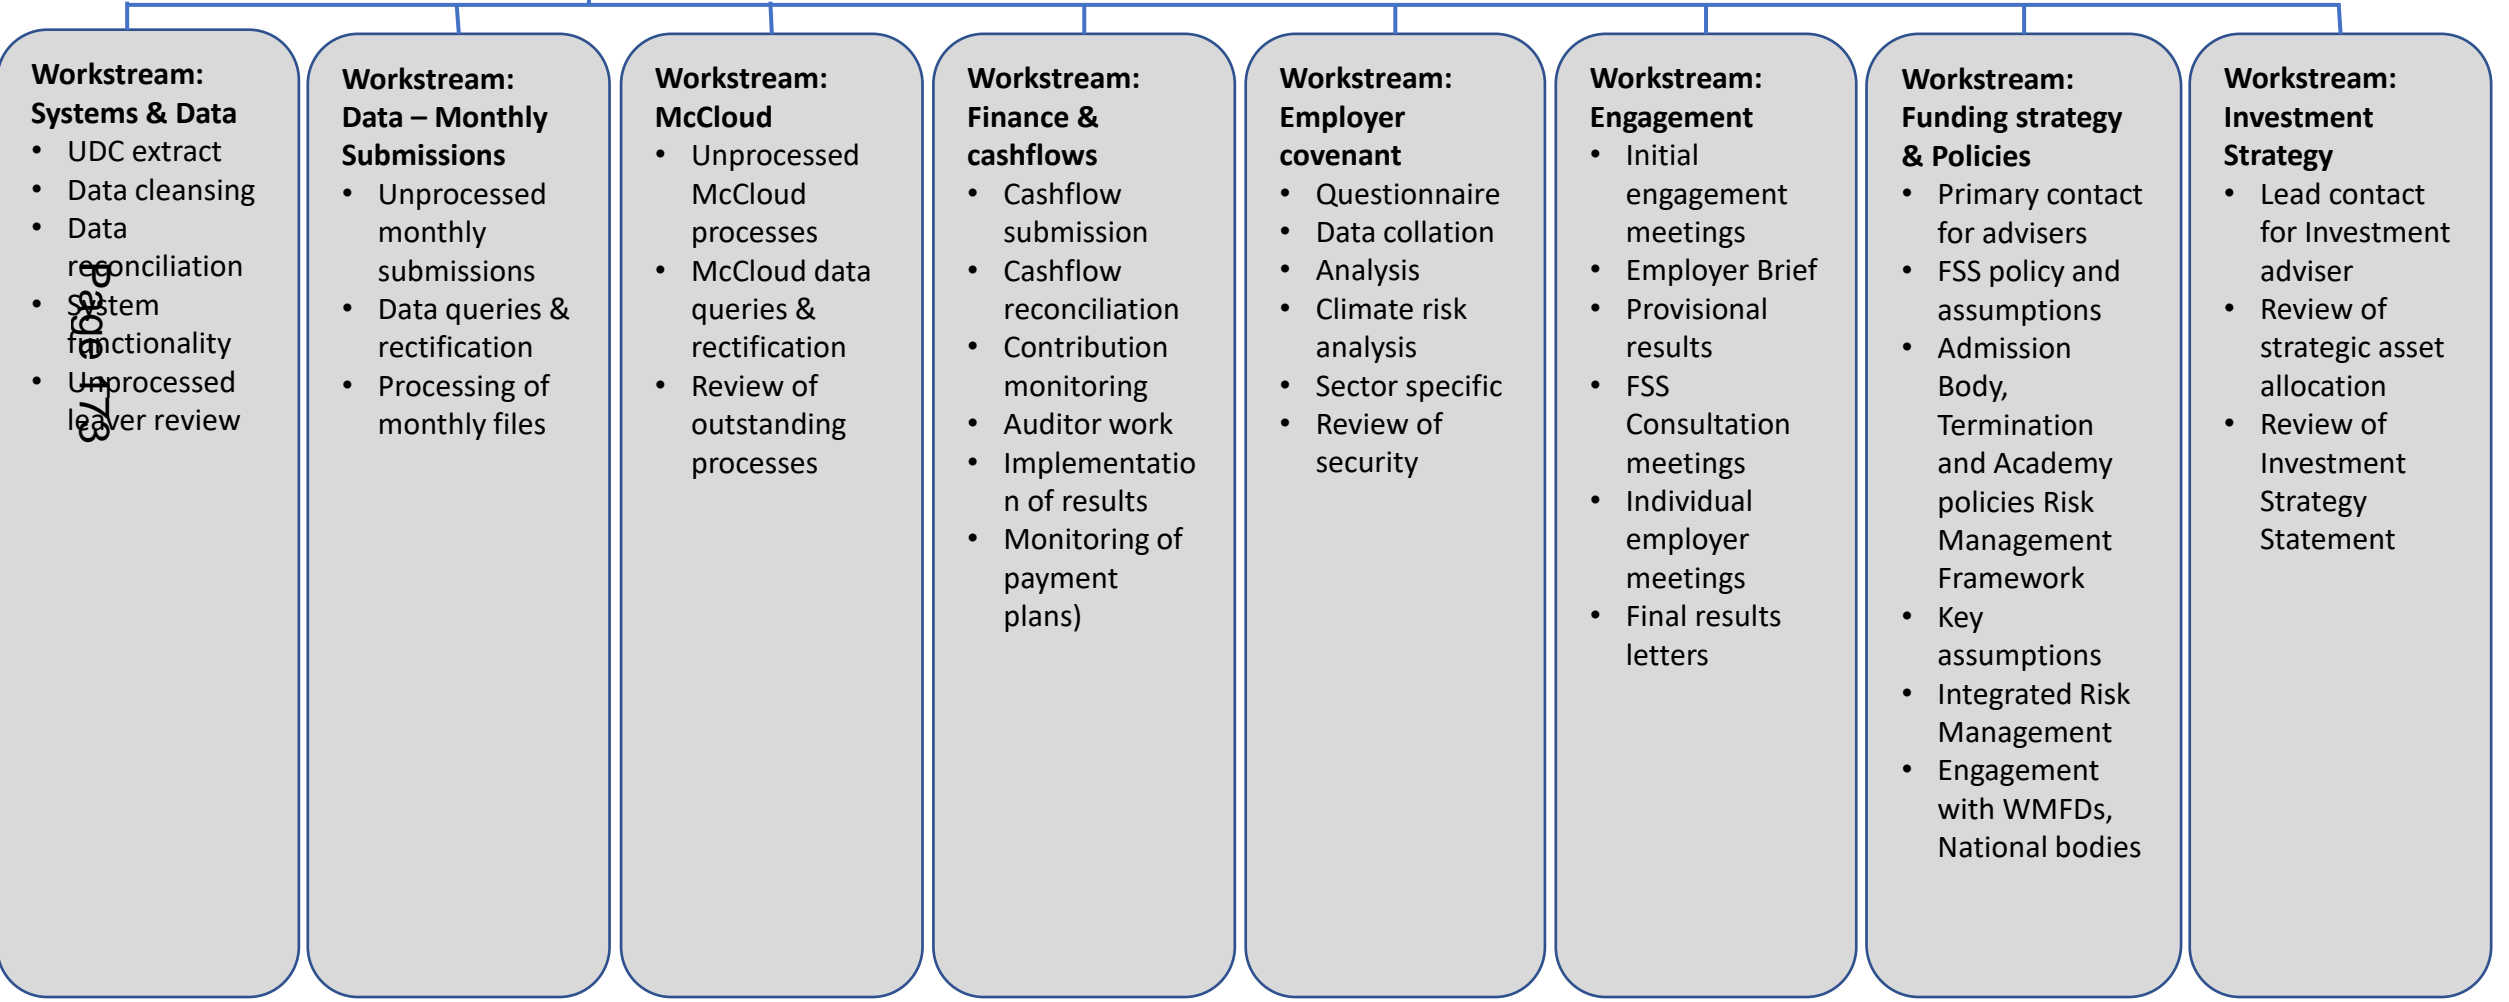 Workstream:
Systems & Data
• UDC extract
• Data cleansing
• Data
reconciliation
• System
functionality
• Unprocessed
leaver review
Page 173
Workstream:
Data – Monthly
Submissions
• Unprocessed
monthly
submissions
• Data queries &
rectification
• Processing of
monthly files
Workstream:
McCloud
• Unprocessed
McCloud
processes
• McCloud data
queries &
rectification
• Review of
outstanding
processes
Workstream:
Finance &
cashflows
• Cashflow
submission
• Cashflow
reconciliation
• Contribution
monitoring
• Auditor work
• Implementatio
n of results
• Monitoring of
payment
plans)
Workstream:
Employer
covenant
• Questionnaire
• Data collation
• Analysis
• Climate risk
analysis
• Sector specific
• Review of
security
Workstream:
Engagement
• Initial
engagement
meetings
• Employer Brief
• Provisional
results
• FSS
Consultation
meetings
• Individual
employer
meetings
• Final results
letters
Workstream:
Funding strategy
& Policies
• Primary contact
for advisers
• FSS policy and
assumptions
• Admission
Body,
Termination
and Academy
policies Risk
Management
Framework
• Key
assumptions
• Integrated Risk
Management
• Engagement
with WMFDs,
National bodies
Workstream:
Investment
Strategy
• Lead contact
for Investment
adviser
• Review of
strategic asset
allocation
• Review of
Investment
Strategy
Statement